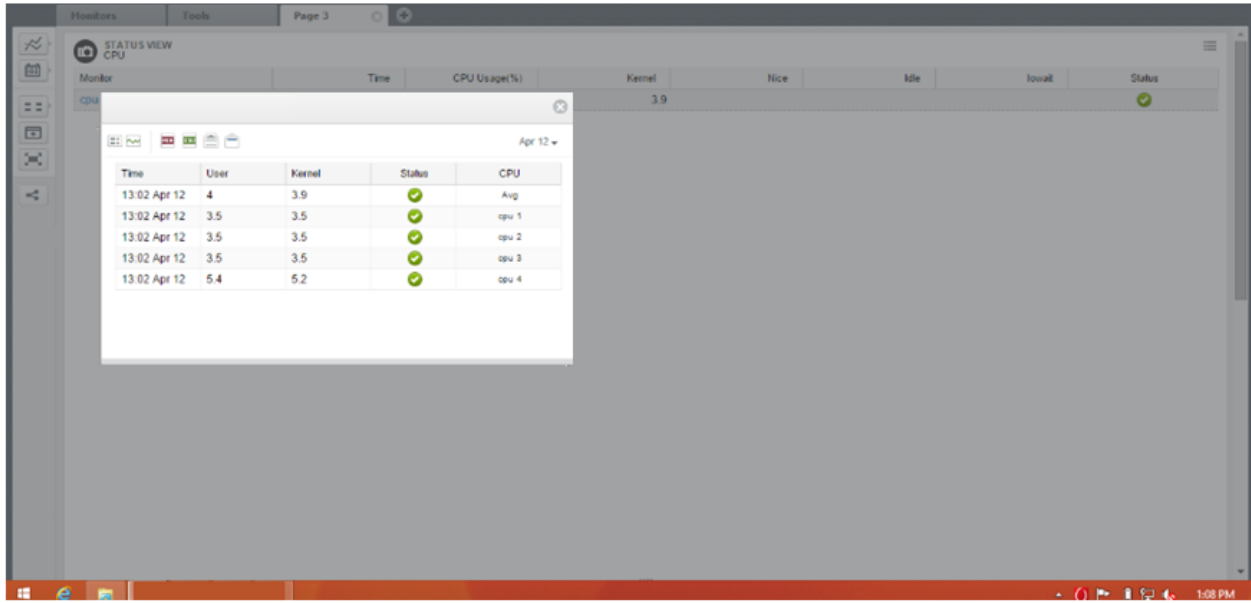 Monitors Tools Page 3
STATUS VIEW
CPU
Monitor Time CPU Usage(%) Kernel Nice Idle Iowait Status
cpu 3.9
Apr 12
Time User Kernel Status CPU
13:02 Apr 12 4 3.9 Avg
13:02 Apr 12 3.5 3.5 cpu 1
13:02 Apr 12 3.5 3.5 cpu 2
13:02 Apr 12 3.5 3.5 cpu 3
13:02 Apr 12 5.4 5.2 cpu 4
1:08 PM